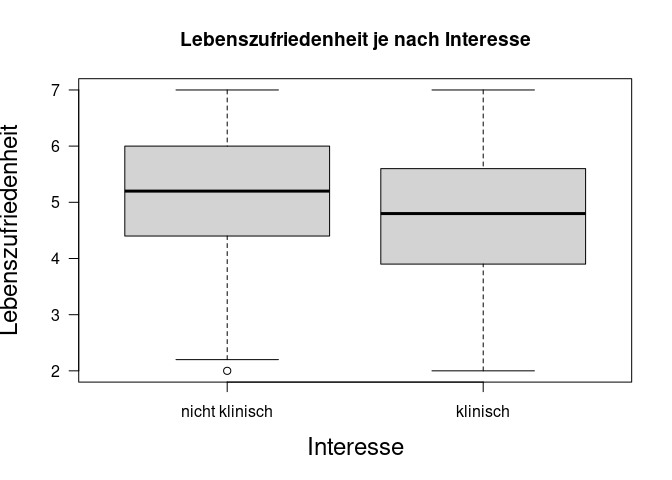 Lebenszufriedenheit je nach Interesse
Lebenszufriedenheit
7
6
5
4
3
2
nicht klinisch
klinisch
Interesse